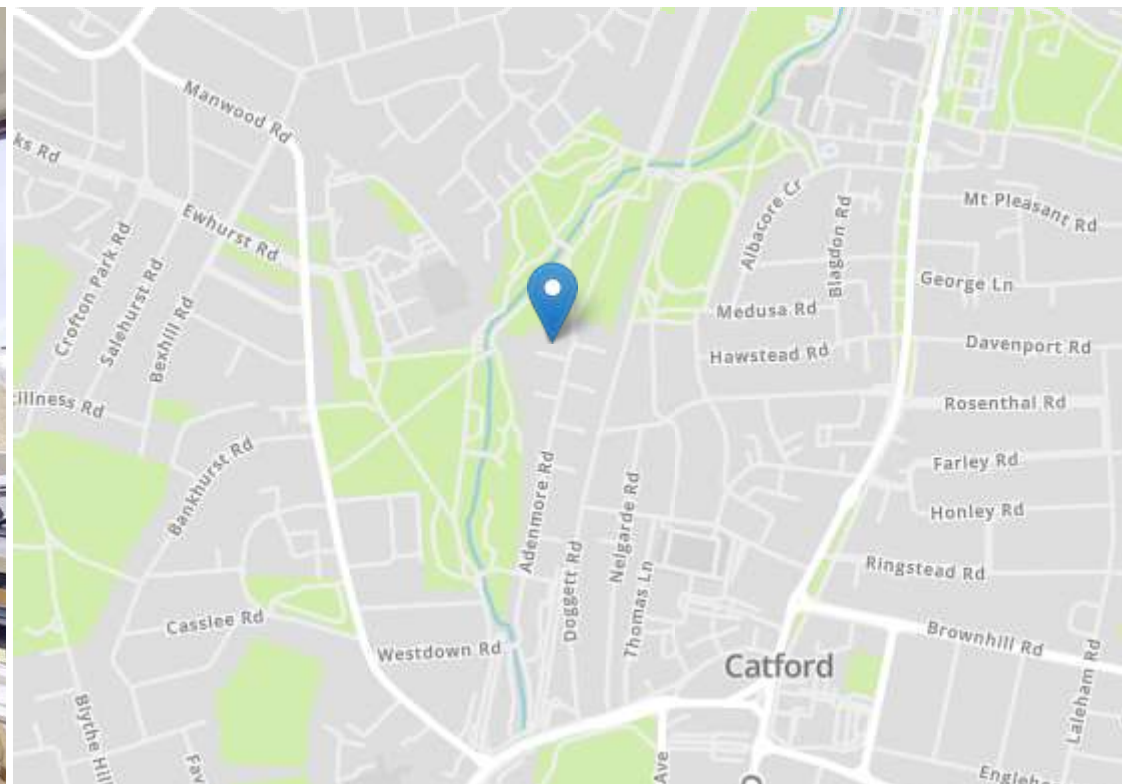 Manwood Rd
ks Rd
Ewhurst Rd
Crofton Park Rd
Salehurst Rd
Bexhill Rd
Albacore Cr
Blagdon Rd
Mt Pleasant Rd
George Ln
Medusa Rd
Hawstead Rd
Davenport Rd
illness Rd
Rosenthal Rd
Bankhurst Rd
Farley Rd
Adenmore Rd
Nelgarde Rd
Honley Rd
Doggett Rd
Thomas Ln
Ringstead Rd
Casslee Rd
Westdown Rd
Catford
Brownhill Rd
Laleham Rd
Blythe Hill
Fav
Ave
Engleh